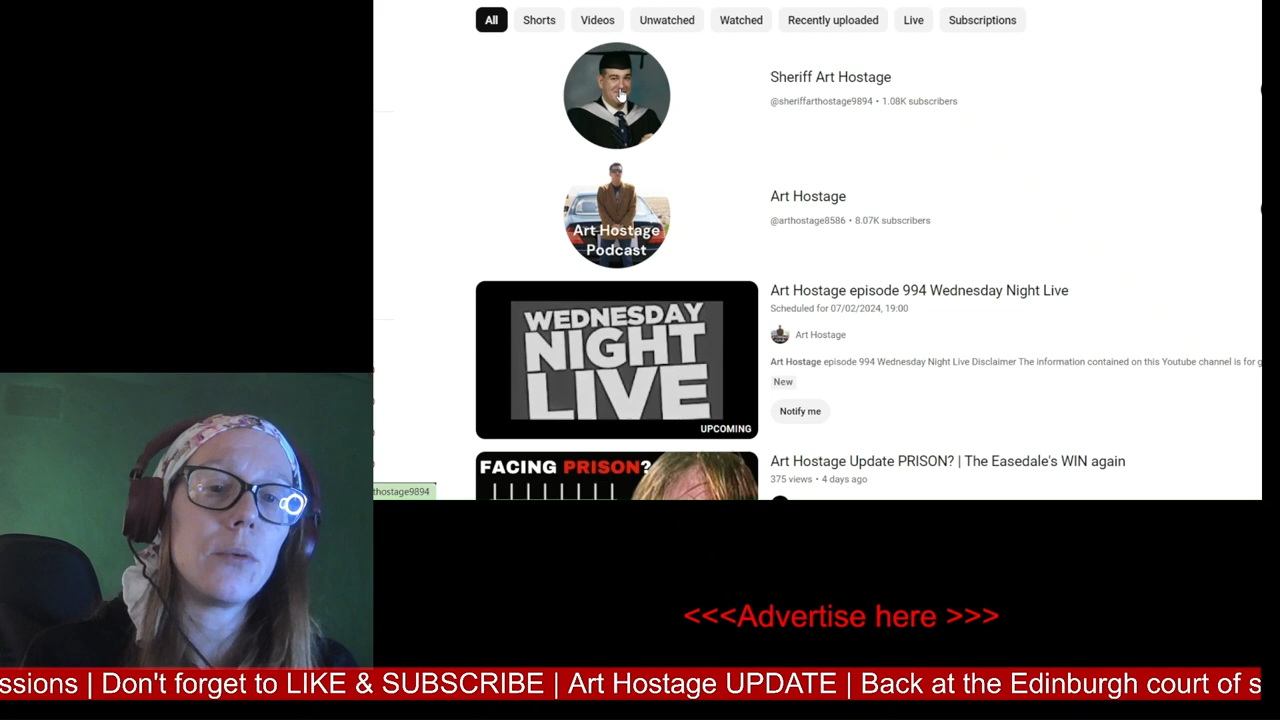 All Shorts Videos Unwatched Watched Recently uploaded Live Subscriptions
Sheriff Art Hostage
@sheriffarthostage9894 • 1.08K subscribers
Art Hostage
@arthostage8586 • 8.07K subscribers
Art Hostage
Podcast
Art Hostage episode 994 Wednesday Night Live
Scheduled for 07/02/2024, 19:00
Art Hostage
Art Hostage episode 994 Wednesday Night Live Disclaimer The information contained on this Youtube channel is for g
New
Notify me
WEDNESDAY
NIGHT
LIVE
UPCOMING
Art Hostage Update PRISON? | The Easedale's WIN again
375 views • 4 days ago
FACING PRISON?
thostage9894
<<<Advertise here >>>
ssions | Don't forget to LIKE & SUBSCRIBE | Art Hostage UPDATE | Back at the Edinburgh court of s